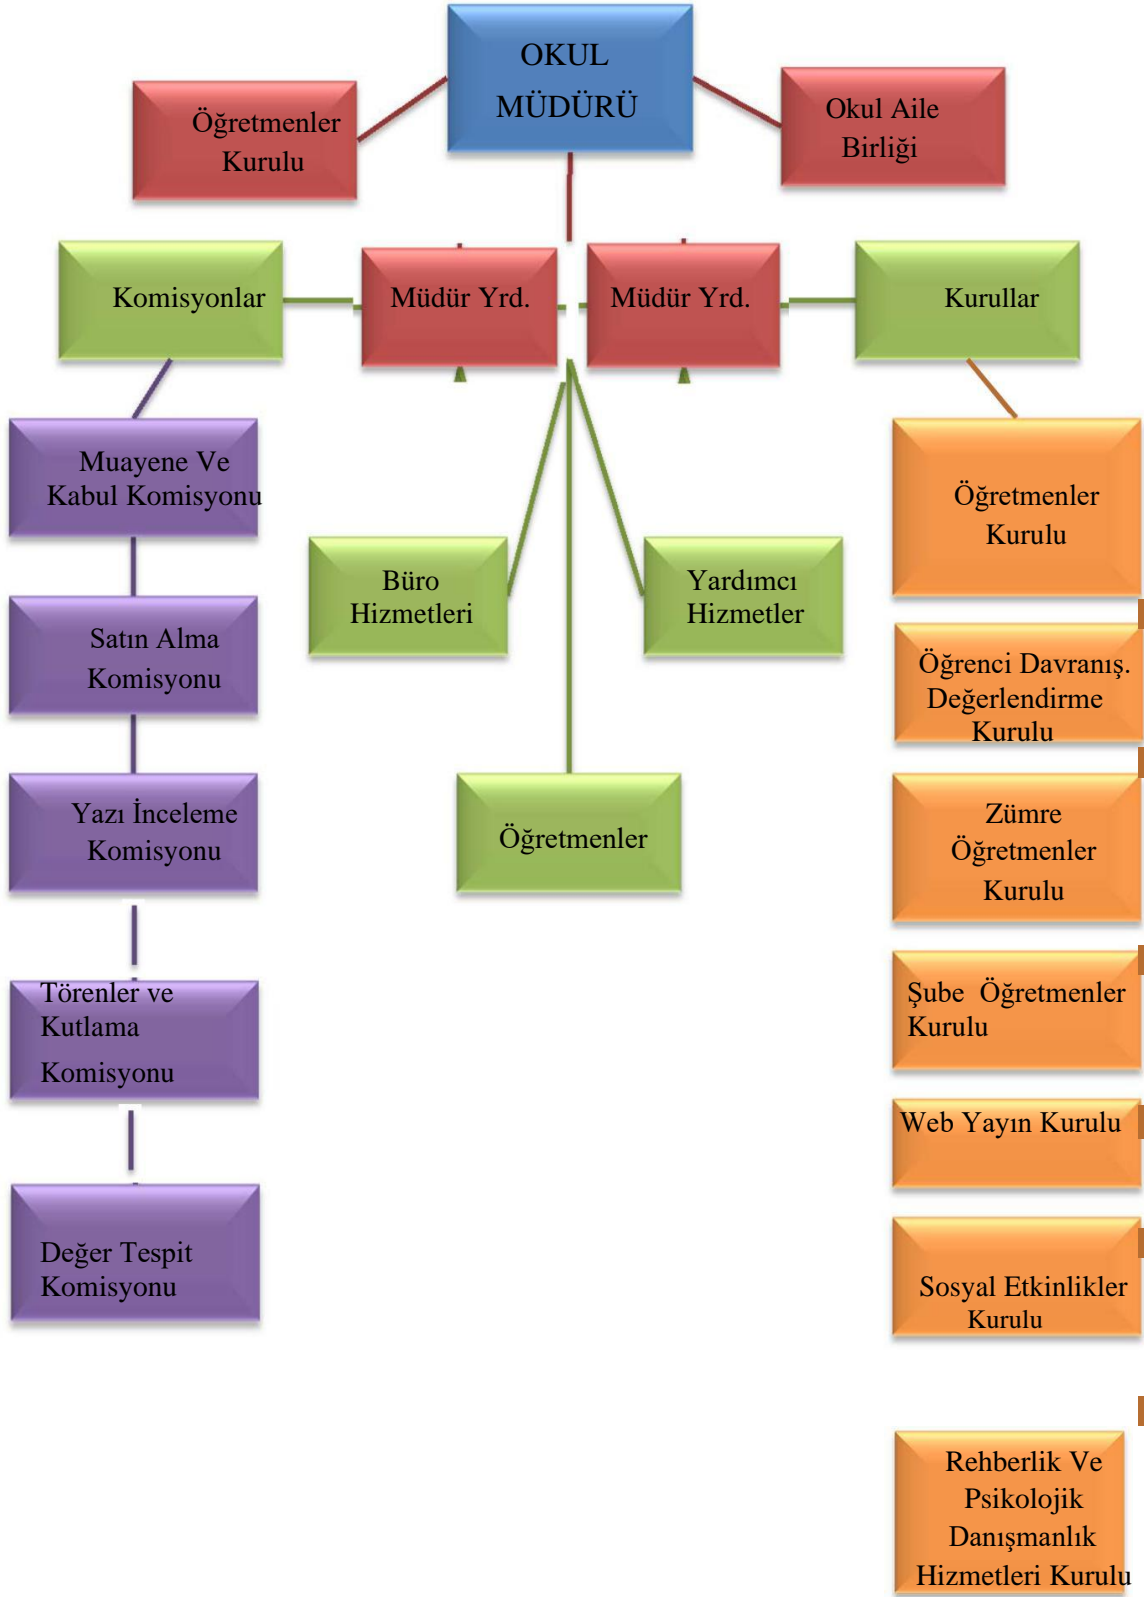 OKUL
MÜDÜRÜ
Öğretmenler
Kurulu
Okul Aile
Birliği
Komisyonlar
Müdür Yrd.
Müdür Yrd.
Kurullar
Muayene Ve
Kabul Komisyonu
Öğretmenler
Kurulu
Büro
Hizmetleri
Yardımcı
Hizmetler
Satın Alma
Komisyonu
Öğrenci Davranış.
Değerlendirme
Kurulu
Yazı İnceleme
Komisyonu
Öğretmenler
Zümre
Öğretmenler
Kurulu
Törenler ve
Kutlama
Komisyonu
Şube Öğretmenler
Kurulu
Web Yayın Kurulu
Değer Tespit
Komisyonu
Sosyal Etkinlikler
Kurulu
Rehberlik Ve
Psikolojik
Danışmanlık
Hizmetleri Kurulu